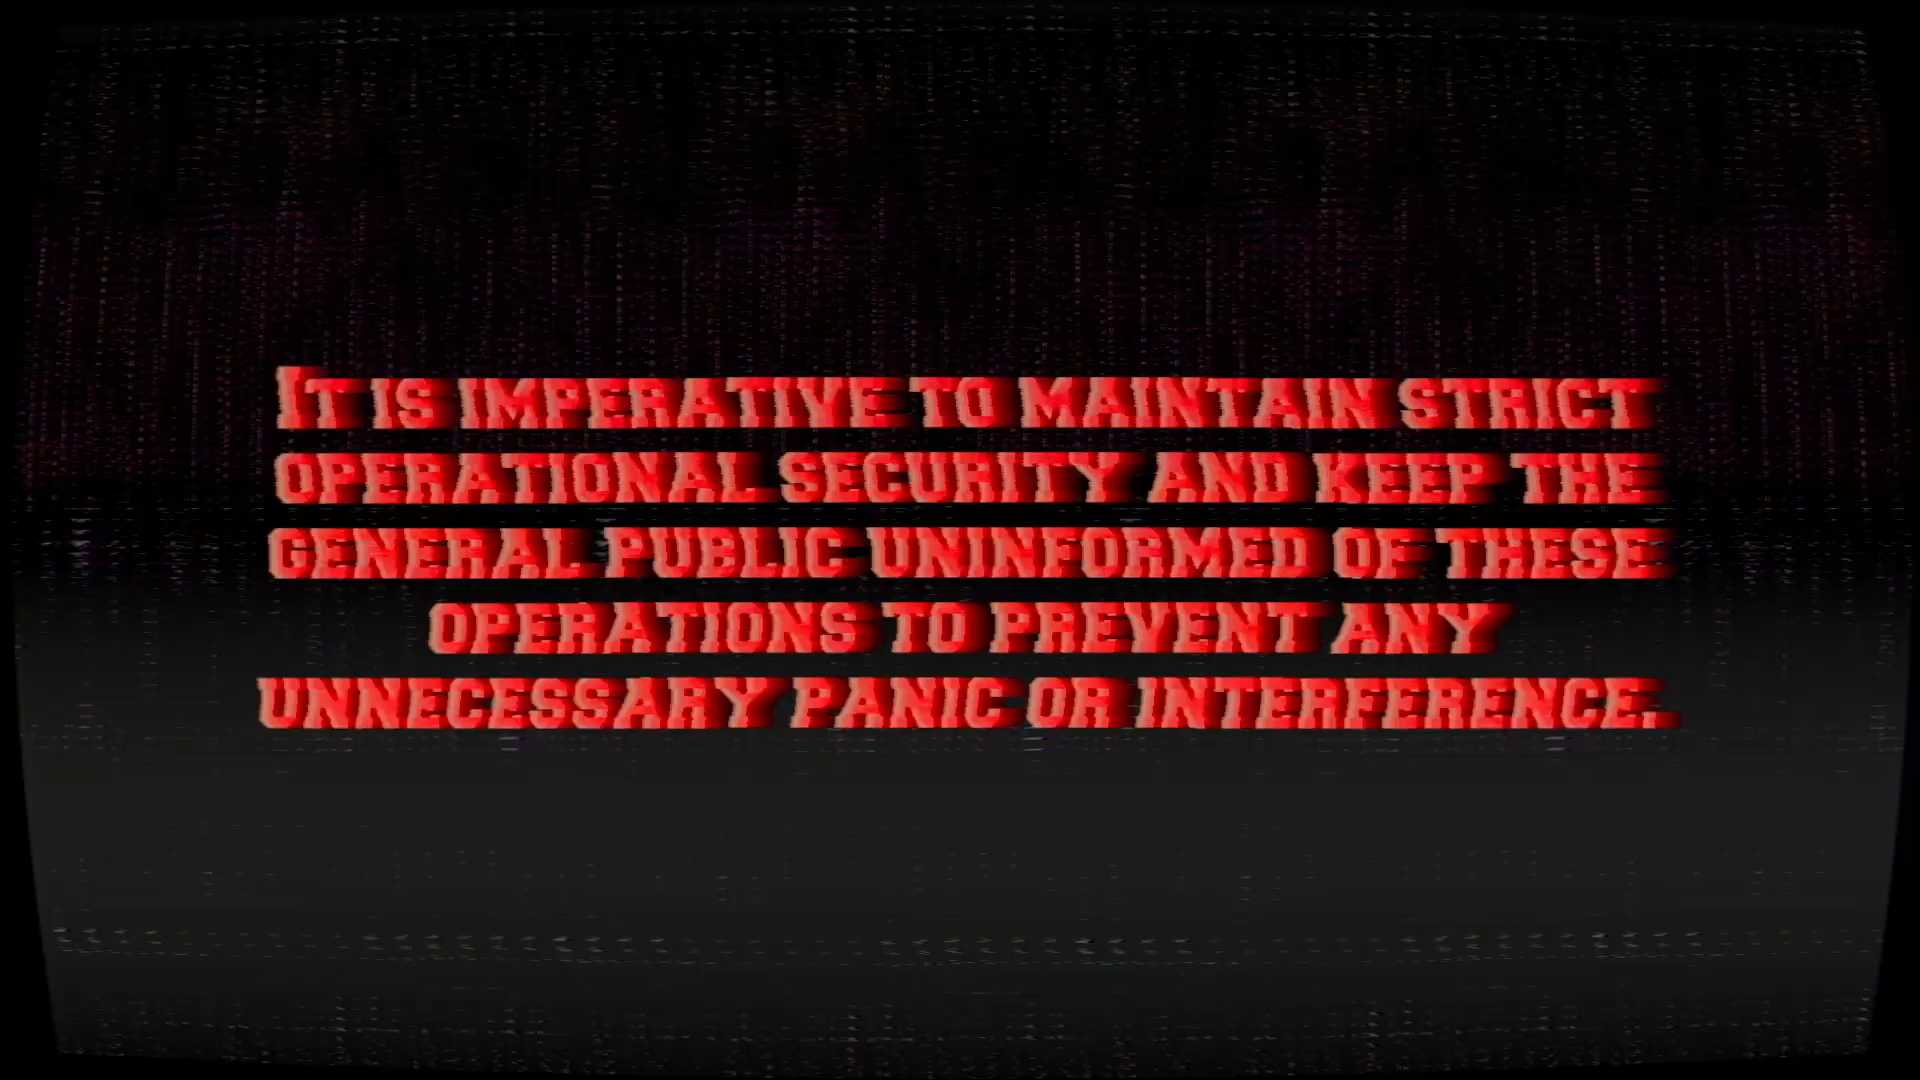 It is imperative to maintain strict
operational security and keep the
general public uninformed of these
operations to prevent any
unnecessary panic or interference.